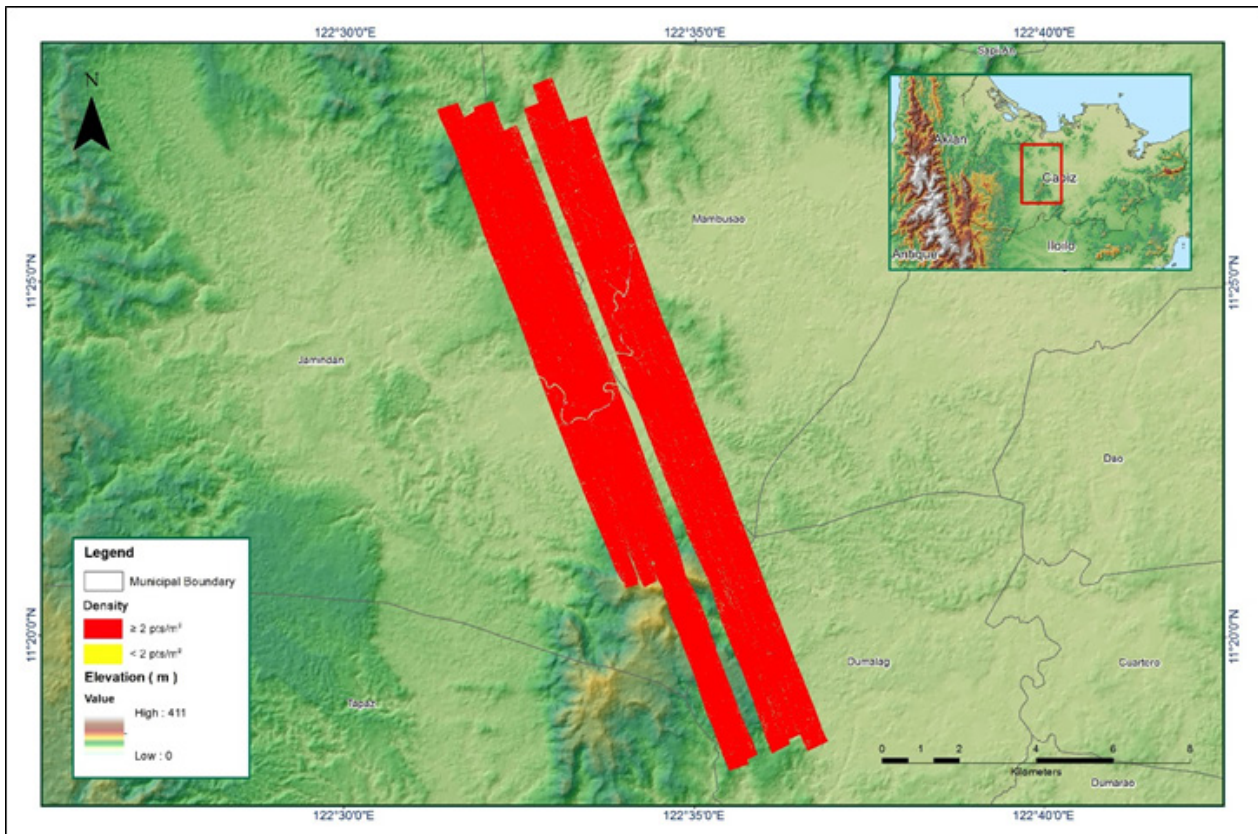 122°30'0"E
122°35'0"E
122°40'0"E
Sapi-An
N
Aklan
Capiz
Iloilo
Antique
Mambusao
11°25'0"N
11°25'0"N
Jamindan
Dao
Legend
Municipal Boundary
Density
≥ 2 pts/m²
< 2 pts/m²
Elevation ( m )
Value
High : 411
Low : 0
11°20'0"N
11°20'0"N
Dumalag
Cuartero
Tapaz
0 1 2 4 6 8
Kilometers
Dumarao
122°30'0"E
122°35'0"E
122°40'0"E